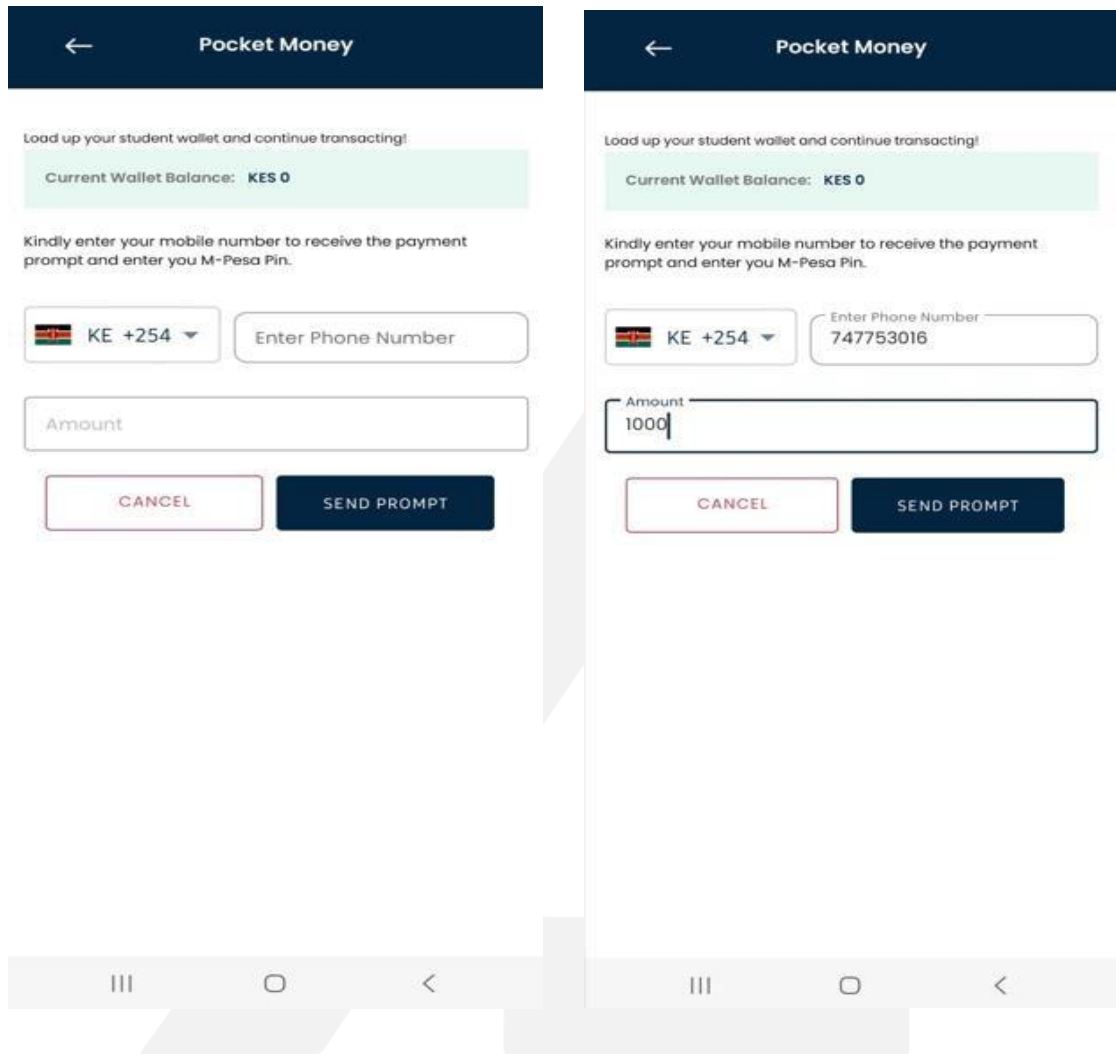 Pocket Money
Load up your student wallet and continue transacting!
Current Wallet Balance: KES 0
Kindly enter your mobile number to receive the payment
prompt and enter you M-Pesa Pin.
KE +254
Enter Phone Number
Amount
CANCEL
SEND PROMPT
Pocket Money
Load up your student wallet and continue transacting!
Current Wallet Balance: KES 0
Kindly enter your mobile number to receive the payment
prompt and enter you M-Pesa Pin.
KE +254
Enter Phone Number
747753016
Amount
1000
CANCEL
SEND PROMPT